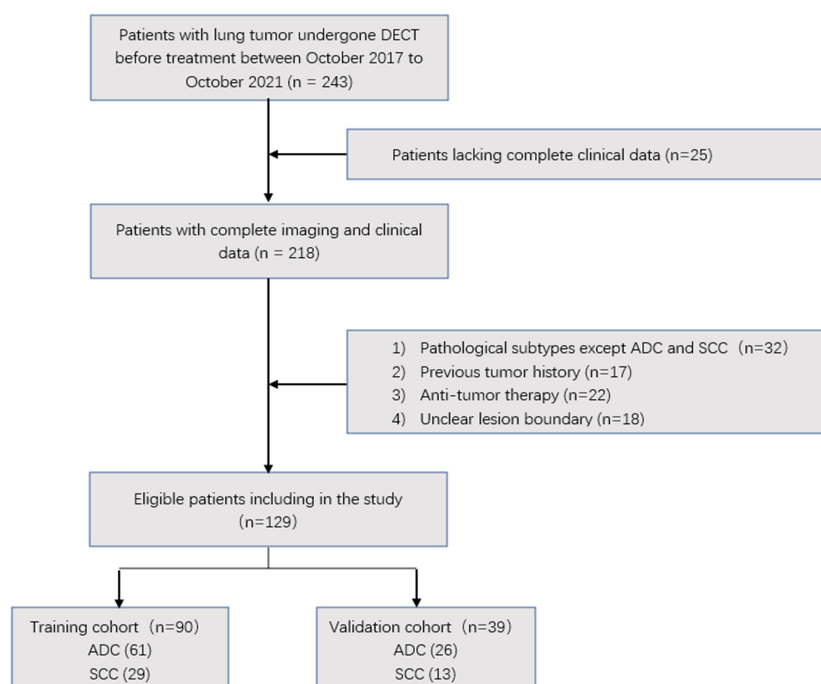 Patients with lung tumor undergone DECT
before treatment between October 2017 to
October 2021 (n = 243)
Patients lacking complete clinical data (n=25)
Patients with complete imaging and clinical
data (n = 218)
1) Pathological subtypes except ADC and SCC（n=32)
2) Previous tumor history (n=17)
3) Anti-tumor therapy (n=22)
4) Unclear lesion boundary (n=18)
Eligible patients including in the study
(n=129)
Training cohort（n=90)
ADC (61)
SCC (29)
Validation cohort（n=39)
ADC (26)
SCC (13)